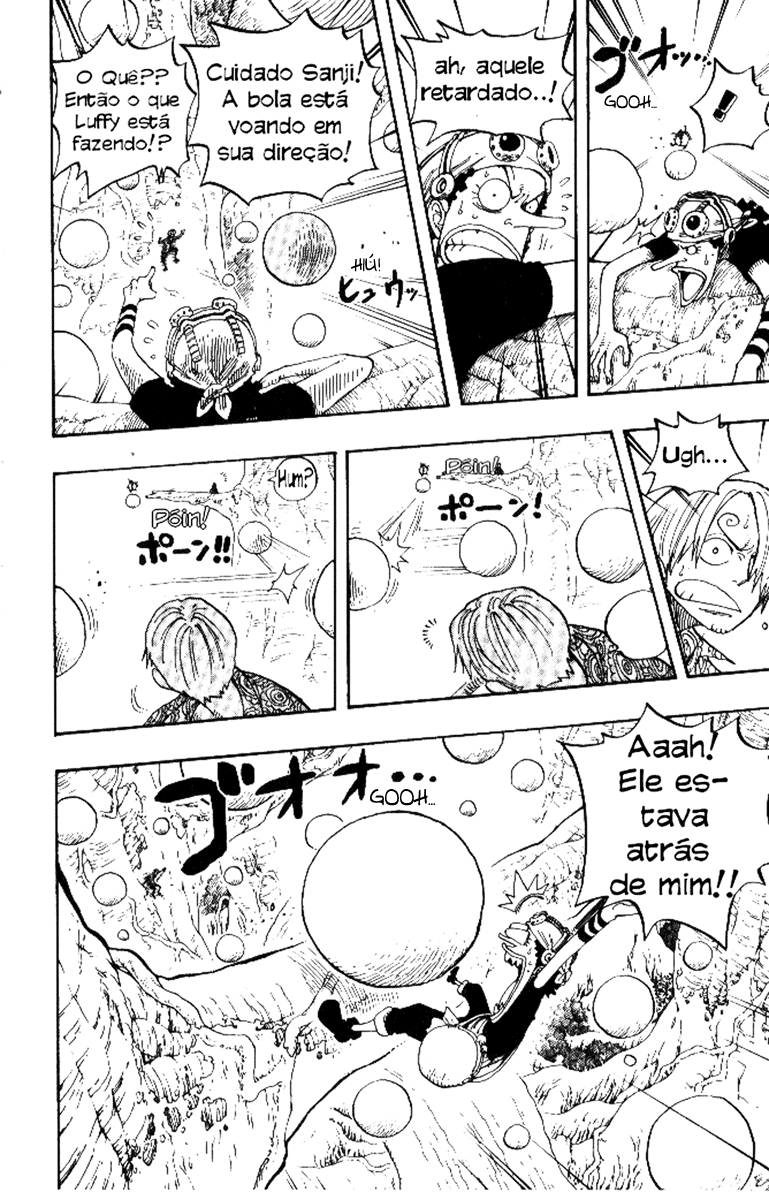 ゴオッ...
GOOH...
!
ah, aquele
retardado..!
Cuidado Sanji!
A bola está
voando em
sua direção!
O Quê??
Então o que
Luffy está
fazendo!?
HIÚ!
ヒュウッ
Ugh...
Póin!
ポーン!
Hum?
Póin!
ポーン!!
Aaah!
Ele es-
tava
atrás
de mim!!
ゴオオ...
GOOH...